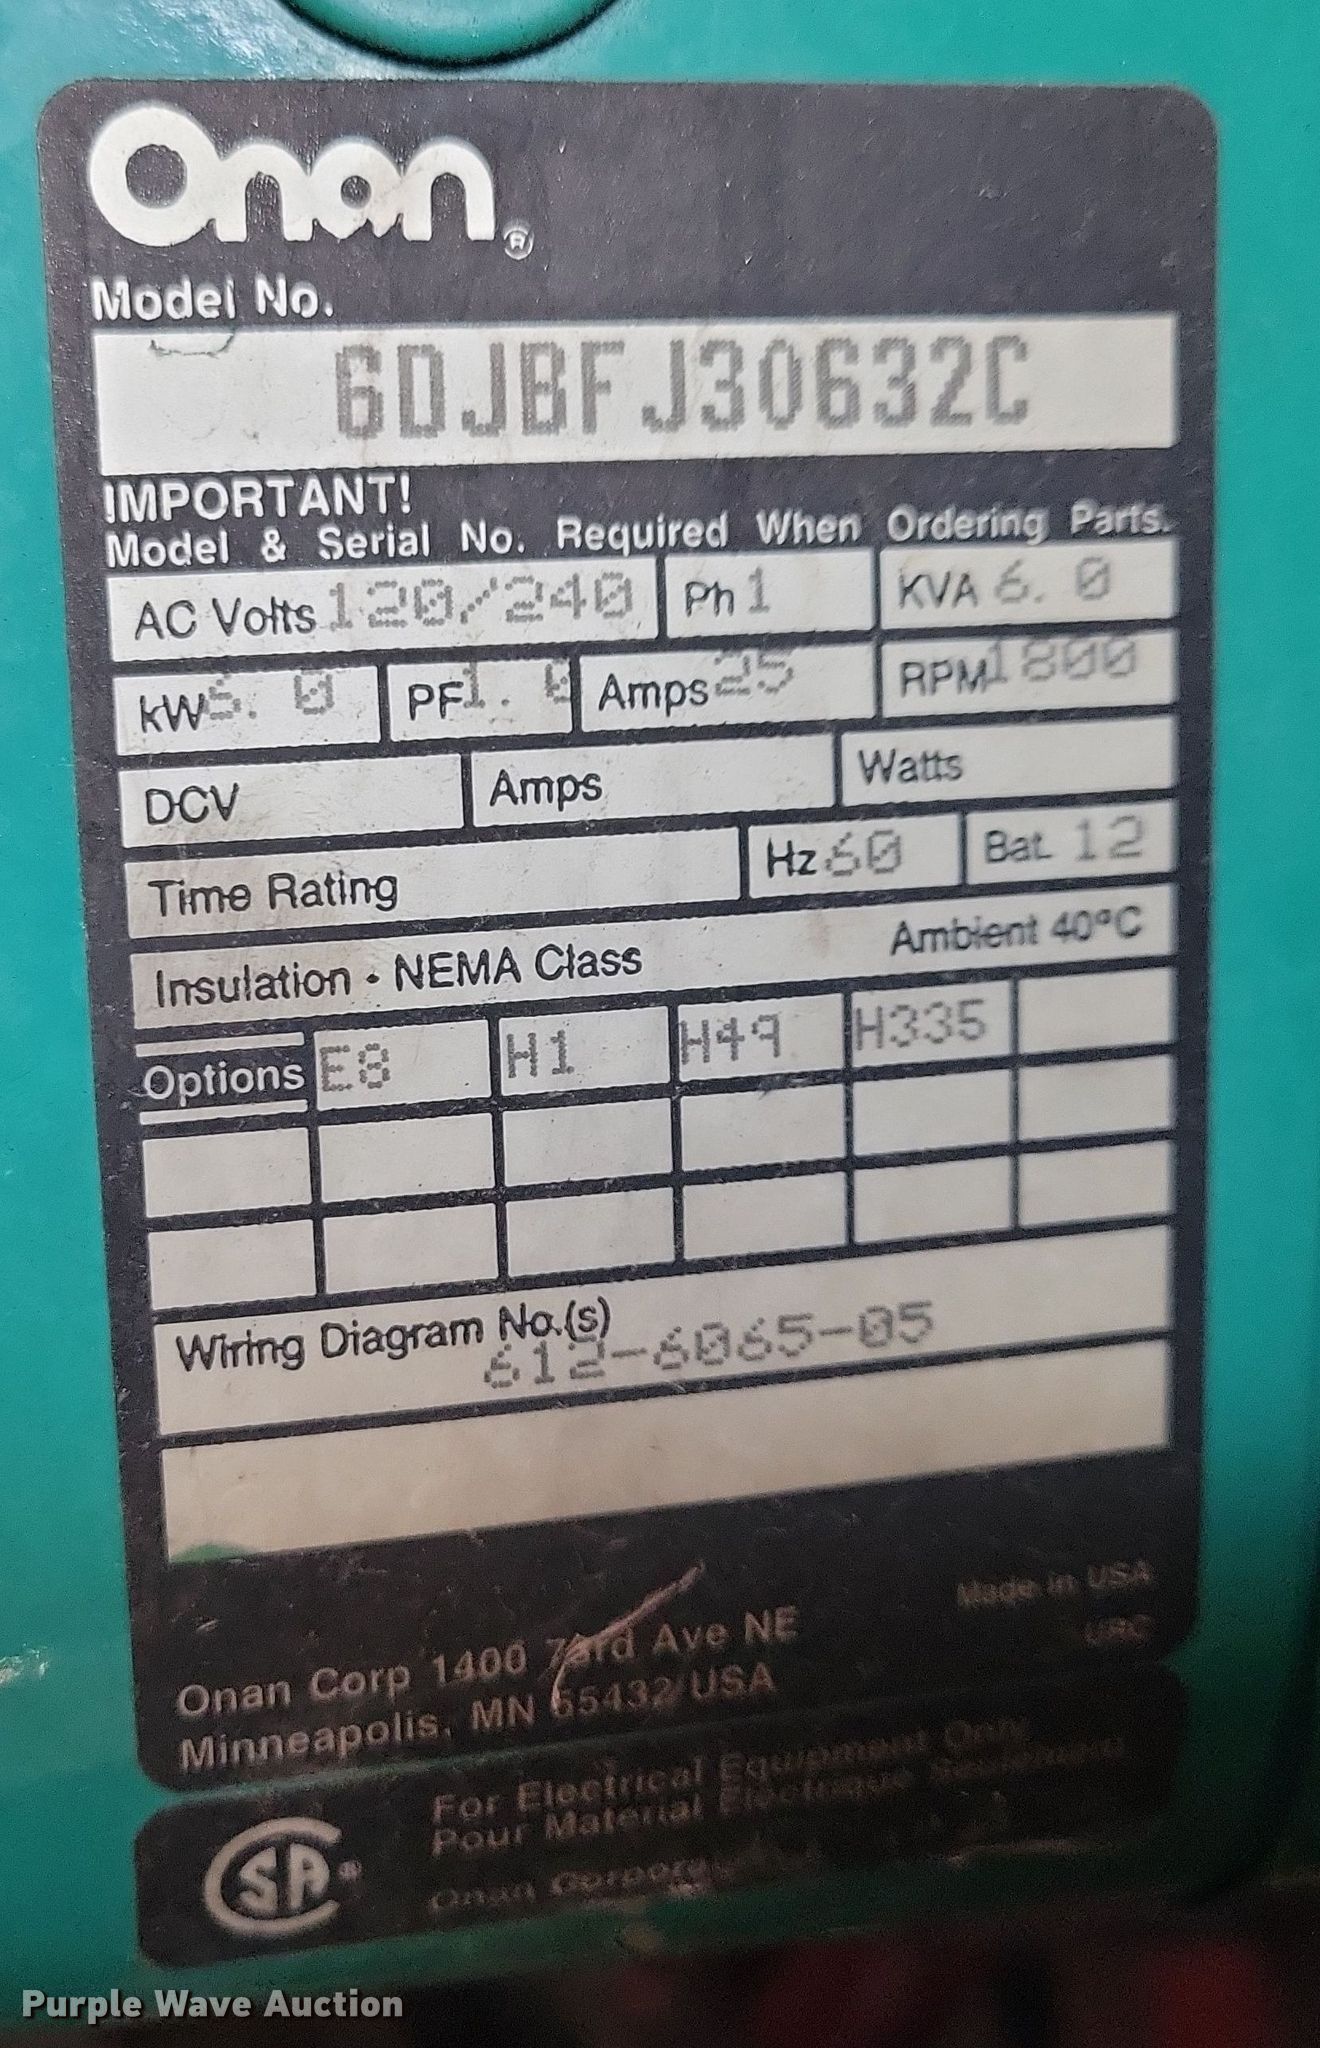 Onan®
Model No.
6DJBFJ30632C
IMPORTANT!
Model & Serial No. Required When Ordering Parts.
AC Volts 120/240 Ph 1 KVA 6.0
kW 6.0 PF 1.0 Amps 25 RPM 1800
DCV Amps Watts
Time Rating Hz 60 Bat. 12
Insulation - NEMA Class Ambient 40°C
Options E8 H1 H49 H335
Wiring Diagram No.(s)
612-6065-05
Made in USA
Onan Corp 1400 73rd Ave NE
Minneapolis, MN 55432/USA
For Electrical Equipment Only
Pour Material Electrique Seulement
Onan
SA®
Purple Wave Auction